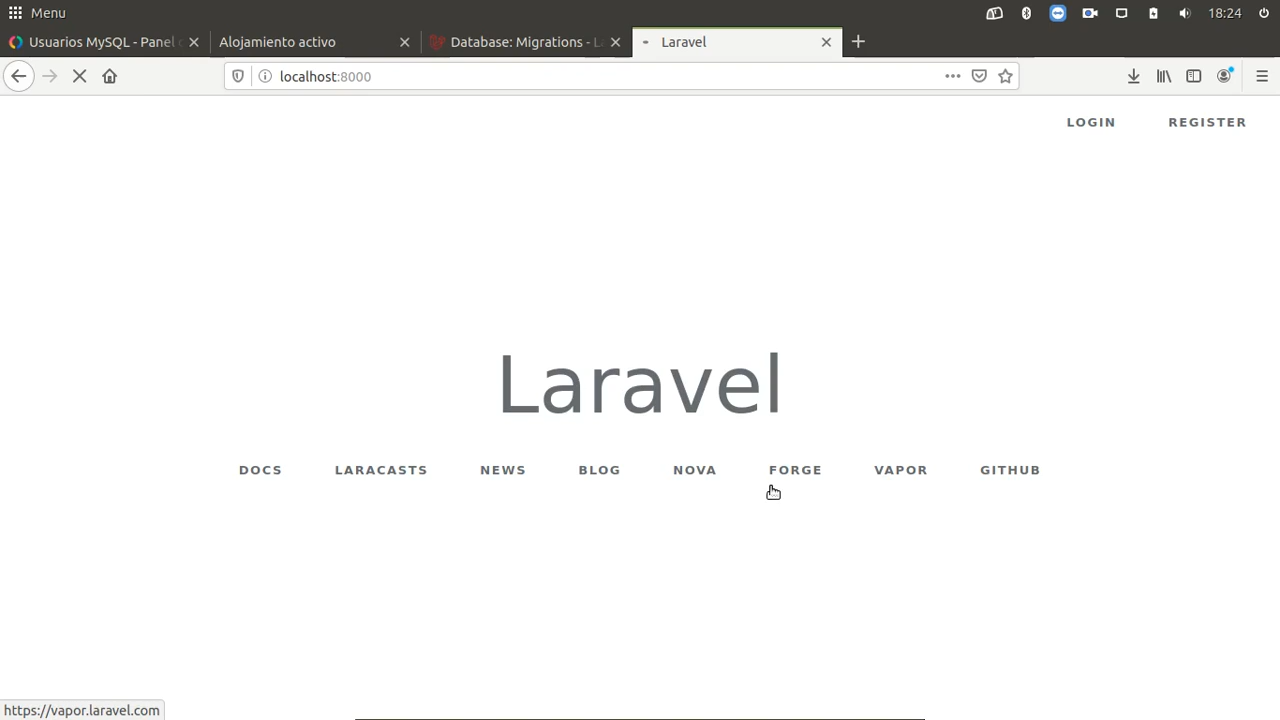 Menu 18:24
Usuarios MySQL - Panel Alojamiento activo Database: Migrations - Laravel
localhost:8000
LOGIN REGISTER
Laravel
DOCS LARACASTS NEWS BLOG NOVA FORGE VAPOR GITHUB
https://vapor.laravel.com